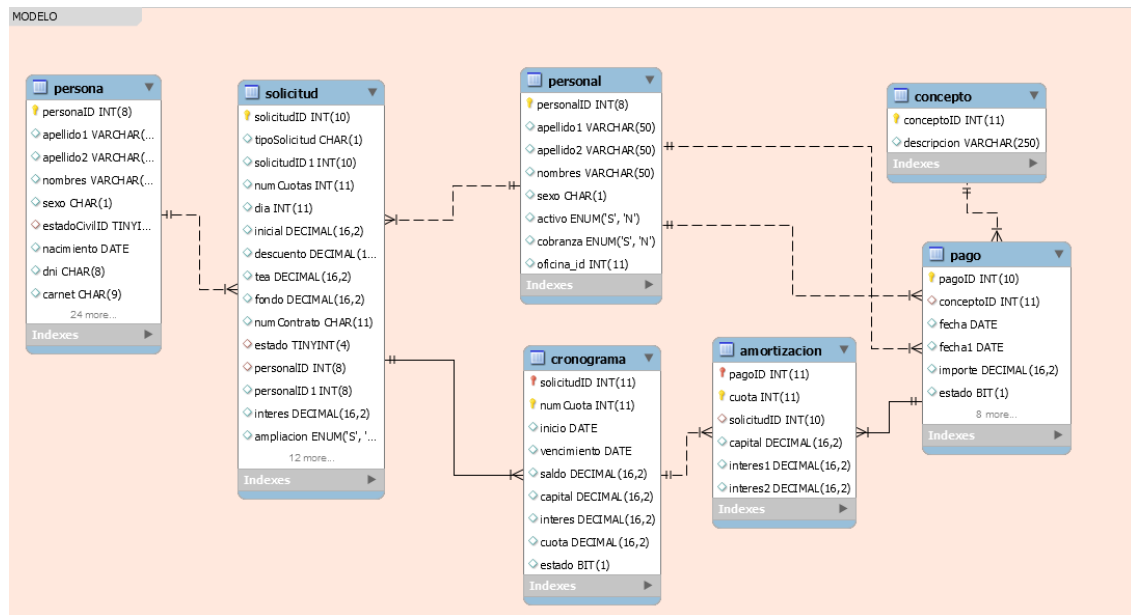 MODELO
persona
personaID INT(8)
apellido1 VARCHAR(...
apellido2 VARCHAR(...
nombres VARCHAR(...
sexo CHAR(1)
estadoCivilID TINYI...
nacimiento DATE
dni CHAR(8)
carnet CHAR(9)
24 more...
Indexes
solicitud
solicitudID INT(10)
tipoSolicitud CHAR(1)
solicitudID1 INT(10)
numCuotas INT(11)
dia INT(11)
inicial DECIMAL(16,2)
descuento DECIMAL(1...
tea DECIMAL(16,2)
fondo DECIMAL(16,2)
numContrato CHAR(11)
estado TINYINT(4)
personalID INT(8)
personalID1 INT(8)
interes DECIMAL(16,2)
ampliacion ENUM('S', '...
12 more...
Indexes
personal
personalID INT(8)
apellido1 VARCHAR(50)
apellido2 VARCHAR(50)
nombres VARCHAR(50)
sexo CHAR(1)
activo ENUM('S', 'N')
cobranza ENUM('S', 'N')
oficina_id INT(11)
Indexes
concepto
conceptoID INT(11)
descripcion VARCHAR(250)
Indexes
cronograma
solicitudID INT(11)
numCuota INT(11)
inicio DATE
vencimiento DATE
saldo DECIMAL(16,2)
capital DECIMAL(16,2)
interes DECIMAL(16,2)
cuota DECIMAL(16,2)
estado BIT(1)
Indexes
amortizacion
pagoID INT(11)
cuota INT(11)
solicitudID INT(10)
capital DECIMAL(16,2)
interes1 DECIMAL(16,2)
interes2 DECIMAL(16,2)
Indexes
pago
pagoID INT(10)
conceptoID INT(11)
fecha DATE
fecha1 DATE
importe DECIMAL(16,2)
estado BIT(1)
8 more...
Indexes